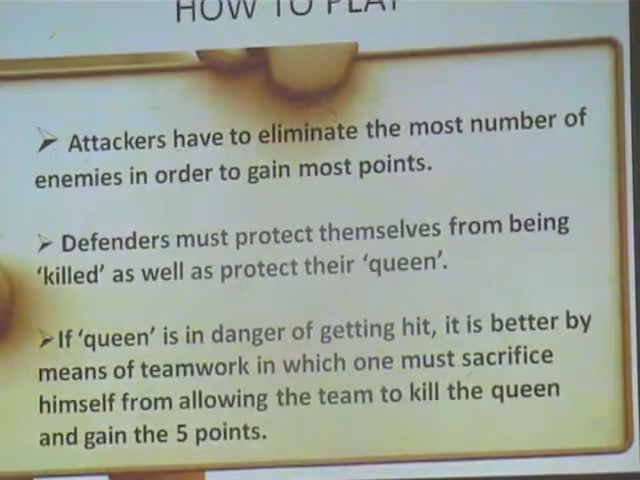 HOW TO PLAY
➤ Attackers have to eliminate the most number of
enemies in order to gain most points.
➤ Defenders must protect themselves from being
‘killed’ as well as protect their ‘queen’.
➤If ‘queen’ is in danger of getting hit, it is better by
means of teamwork in which one must sacrifice
himself from allowing the team to kill the queen
and gain the 5 points.